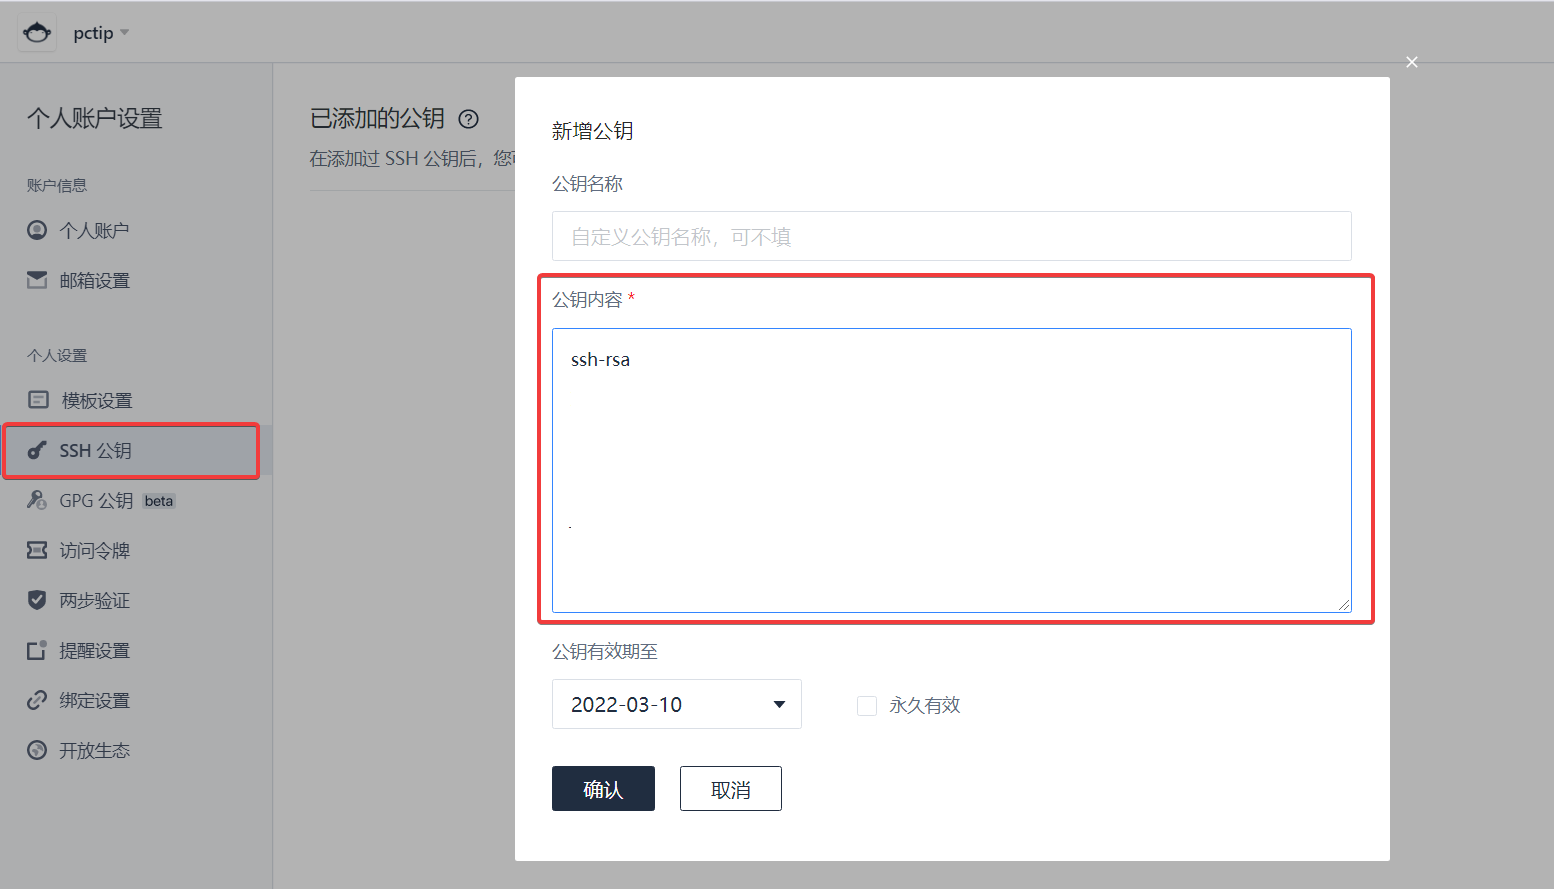 pctip
个人账户设置
账户信息
个人账户
邮箱设置
个人设置
模板设置
SSH 公钥
GPG 公钥 beta
访问令牌
两步验证
提醒设置
绑定设置
开放生态
已添加的公钥
在添加过 SSH 公钥后，您
新增公钥
公钥名称
自定义公钥名称，可不填
公钥内容 *
ssh-rsa
.
公钥有效期至
2022-03-10
永久有效
确认
取消